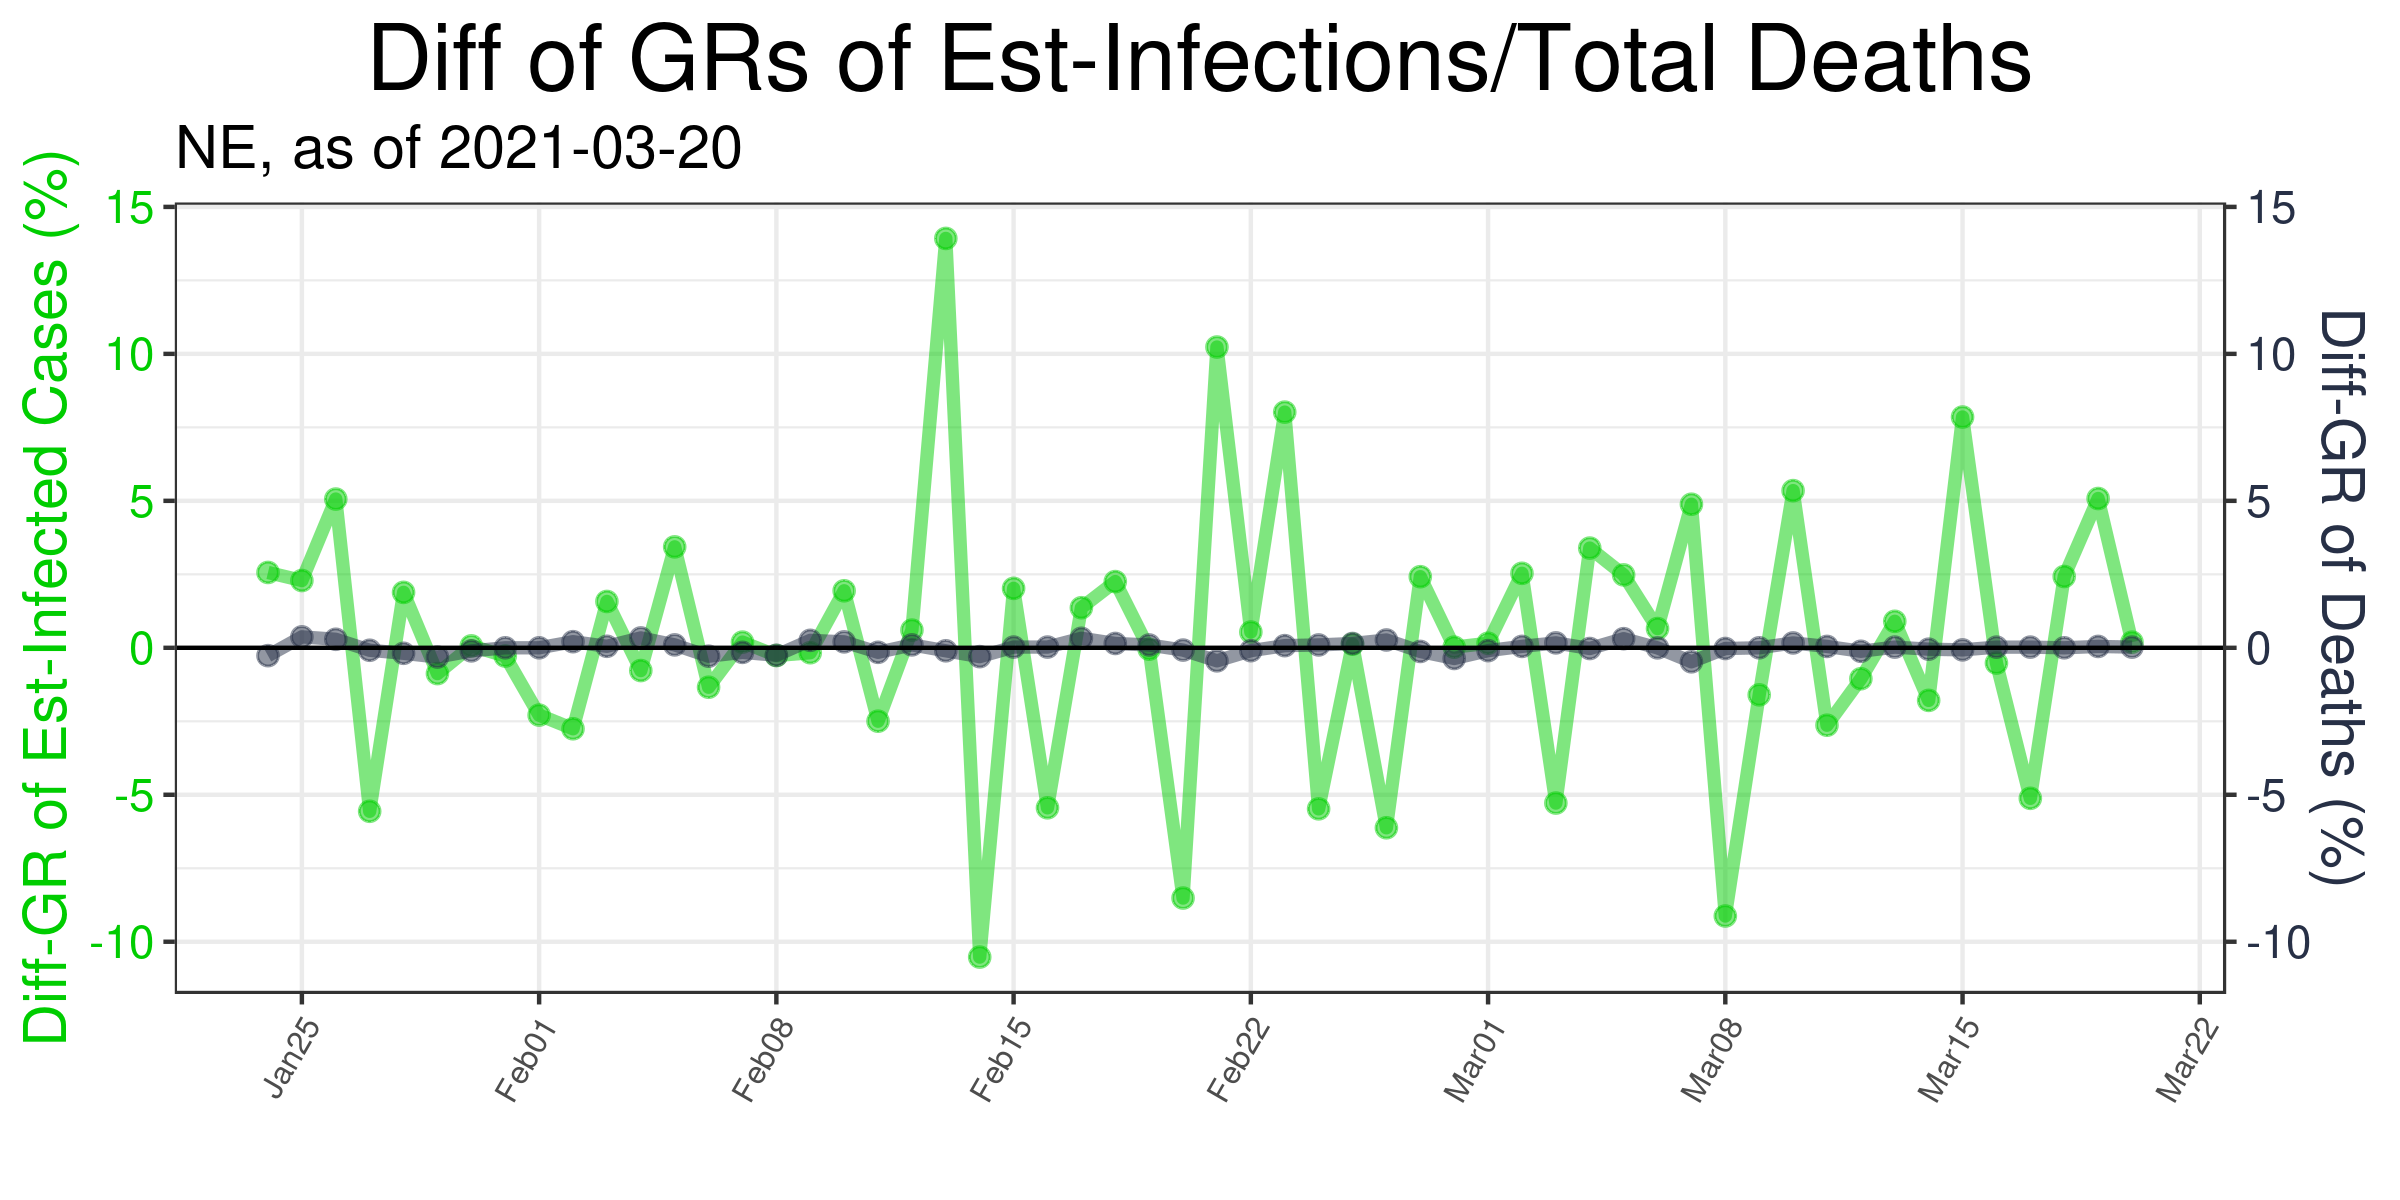 Diff of GRs of Est-Infections/Total Deaths
NE, as of 2021-03-20
Diff-GR of Est-Infected Cases (%)
15
10
5
0
-5
-10
15
10
5
0
-5
-10
Diff-GR of Deaths (%)
Jan25
Feb01
Feb08
Feb15
Feb22
Mar01
Mar08
Mar15
Mar22